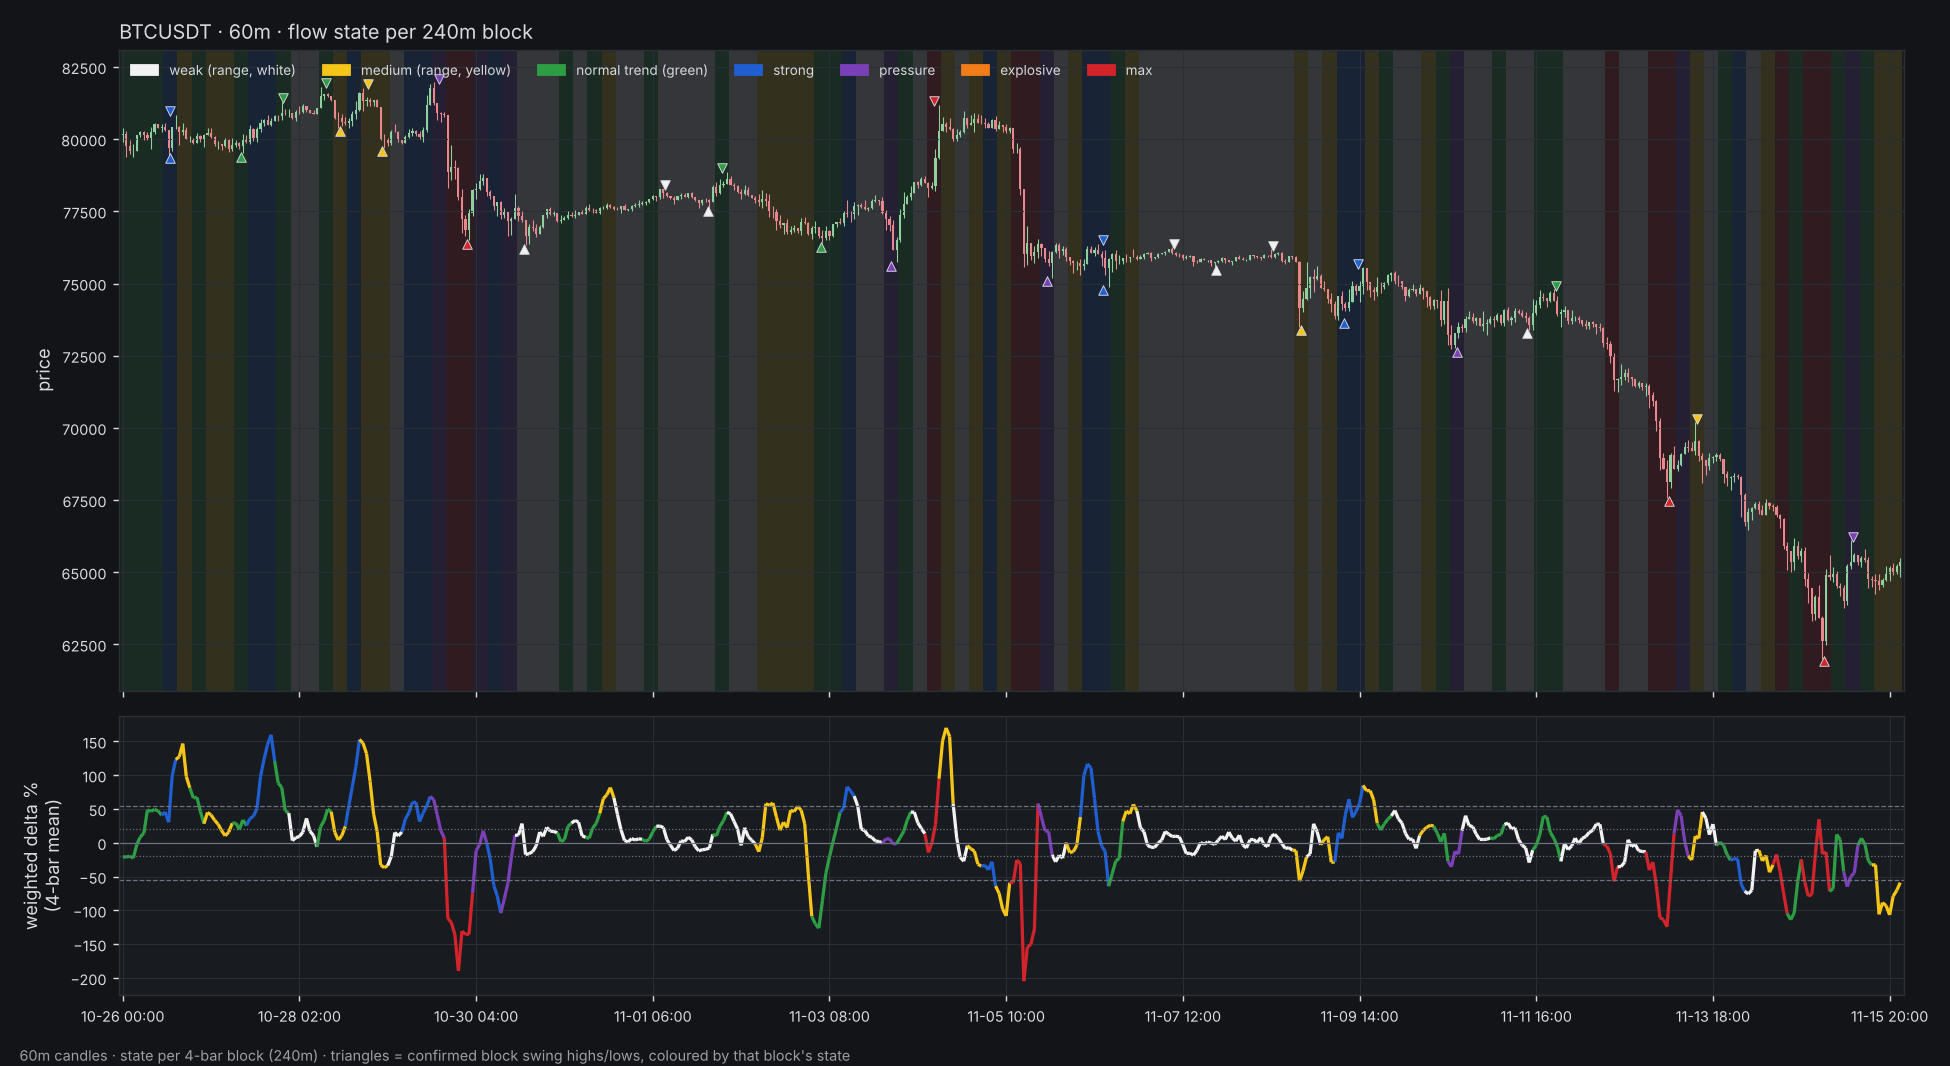 BTCUSDT · 60m · flow state per 240m block
weak (range, white)
medium (range, yellow)
normal trend (green)
strong
pressure
explosive
max
82500
80000
77500
75000
72500
70000
67500
65000
62500
price
150
100
50
0
−50
−100
−150
−200
weighted delta %
(4-bar mean)
10-26 00:00
10-28 02:00
10-30 04:00
11-01 06:00
11-03 08:00
11-05 10:00
11-07 12:00
11-09 14:00
11-11 16:00
11-13 18:00
11-15 20:00
60m candles · state per 4-bar block (240m) · triangles = confirmed block swing highs/lows, coloured by that block's state